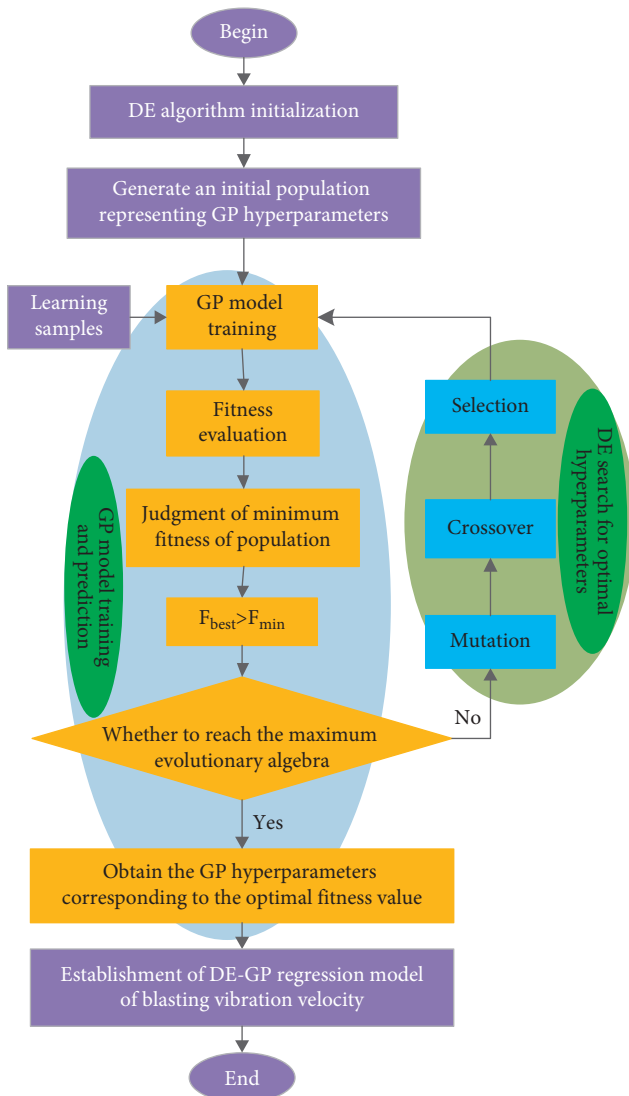 Begin
DE algorithm initialization
Generate an initial population
representing GP hyperparameters
Learning
samples
GP model
training
Fitness
evaluation
Judgment of minimum
fitness of population
F_best>F_min
GP model training
and prediction
Whether to reach the maximum
evolutionary algebra
No
Mutation
Crossover
Selection
DE search for optimal
hyperparameters
Yes
Obtain the GP hyperparameters
corresponding to the optimal fitness value
Establishment of DE-GP regression model
of blasting vibration velocity
End